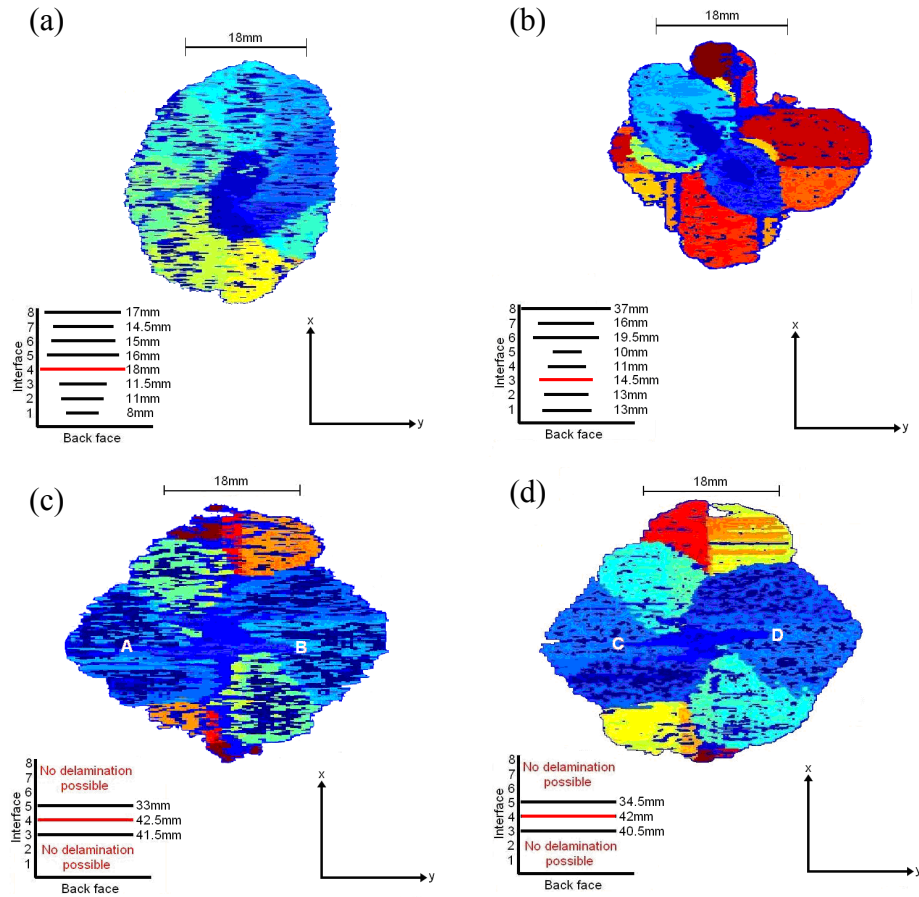 (a)
18mm
8 17mm
7 14.5mm
6 15mm
5 16mm
4 18mm
3 11.5mm
2 11mm
1 8mm
Interface
Back face
x
y
(b)
18mm
8 37mm
7 16mm
6 19.5mm
5 10mm
4 11mm
3 14.5mm
2 13mm
1 13mm
Interface
Back face
x
y
(c)
18mm
A
B
8
7 No delamination
6 possible
5 33mm
4 42.5mm
3 41.5mm
2 No delamination
1 possible
Interface
Back face
x
y
(d)
18mm
C
D
8
7 No delamination
6 possible
5 34.5mm
4 42mm
3 40.5mm
2 No delamination
1 possible
Interface
Back face
x
y